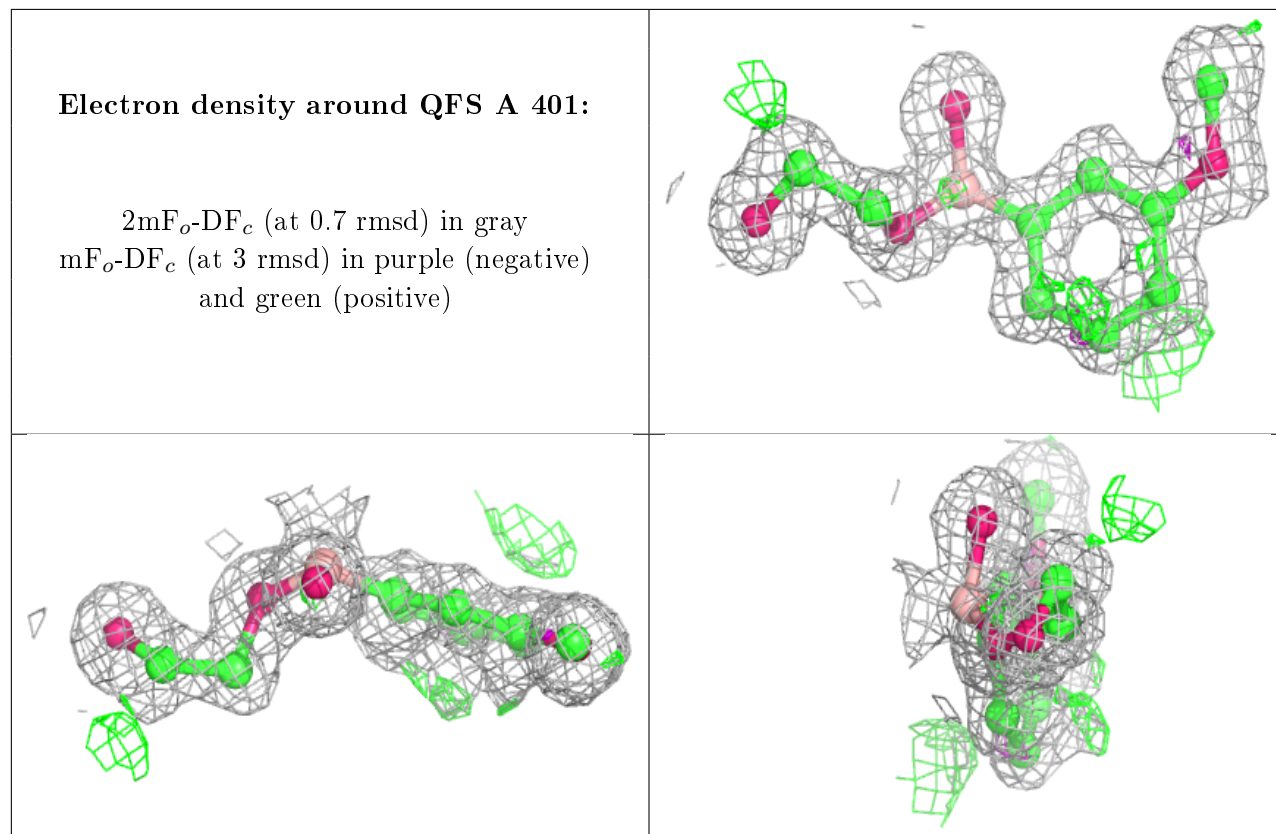 Electron density around QFS A 401:
2mFo-DFc (at 0.7 rmsd) in gray
mFo-DFc (at 3 rmsd) in purple (negative)
and green (positive)